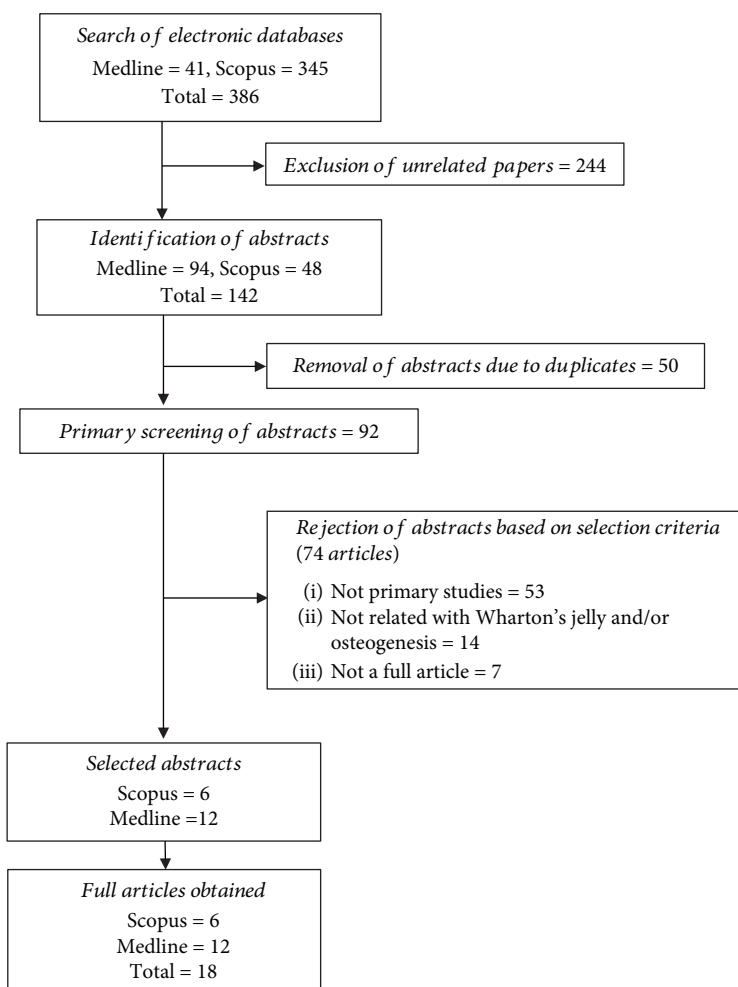 Search of electronic databases
Medline = 41, Scopus = 345
Total = 386
Exclusion of unrelated papers = 244
Identification of abstracts
Medline = 94, Scopus = 48
Total = 142
Removal of abstracts due to duplicates = 50
Primary screening of abstracts = 92
Rejection of abstracts based on selection criteria
(74 articles)
(i) Not primary studies = 53
(ii) Not related with Wharton's jelly and/or
osteogenesis = 14
(iii) Not a full article = 7
Selected abstracts
Scopus = 6
Medline =12
Full articles obtained
Scopus = 6
Medline = 12
Total = 18